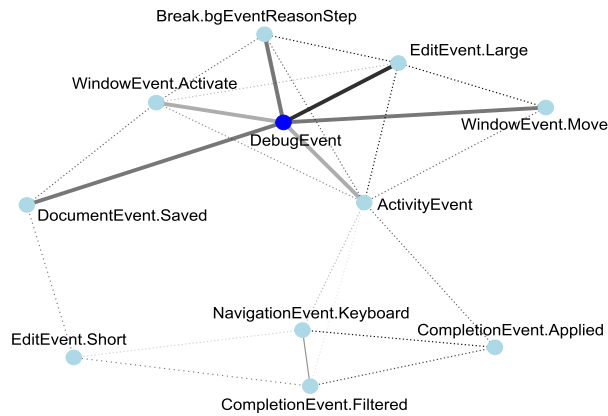 Break.bgEventReasonStep
EditEvent.Large
WindowEvent.Activate
WindowEvent.Move
DebugEvent
DocumentEvent.Saved
ActivityEvent
NavigationEvent.Keyboard
CompletionEvent.Applied
EditEvent.Short
CompletionEvent.Filtered